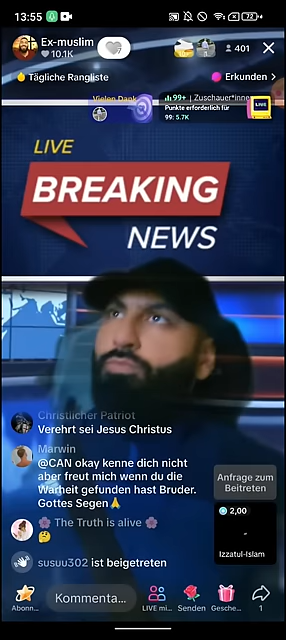 13:55
72
Ex-muslim
10.1K
401
Tägliche Rangliste
Erkunden
Vielen Dank
99+ | Zuschauer*inne
Punkte erforderlich für
99: 5.7K
LIVE
LIVE
BREAKING
NEWS
Christlicher Patriot
Verehrt sei Jesus Christus
Marwin
@CAN okay kenne dich nicht
aber freut mich wenn du die
Warheit gefunden hast Bruder.
Gottes Segen🙏
🌸 The Truth is alive 🌸
🤔
susuu302 ist beigetreten
Anfrage zum
Beitreten
2,00
-
Izzatul-Islam
Abonn...
Kommenta...
LIVE mi...
Senden
Gesche...
1